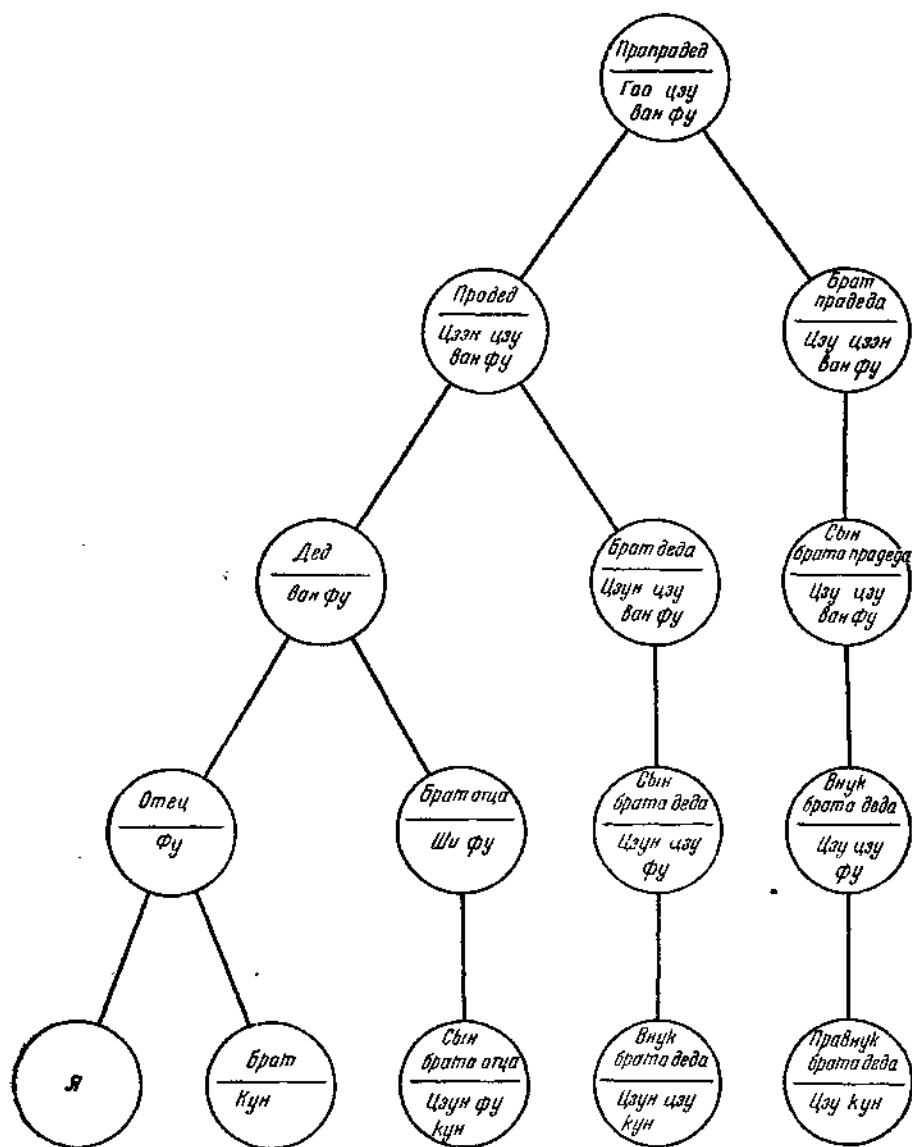 Прапрадед
Гао цзу
ван фу
Прадед
Цзэн цзу
ван фу
Брат
прадеда
Цзу цзэн
ван фу
Дед
ван фу
Брат деда
Цзун цзу
ван фу
Сын
брата прадеда
Цзу цзу
ван фу
Отец
Фу
Брат отца
Ши фу
Сын
брата деда
Цзун цзу
фу
Внук
брата деда
Цзу цзу
фу
Я
Брат
Кун
Сын
брата отца
Цзун фу
кун
Внук
брата деда
Цзун цзу
кун
Правнук
брата деда
Цзу кун